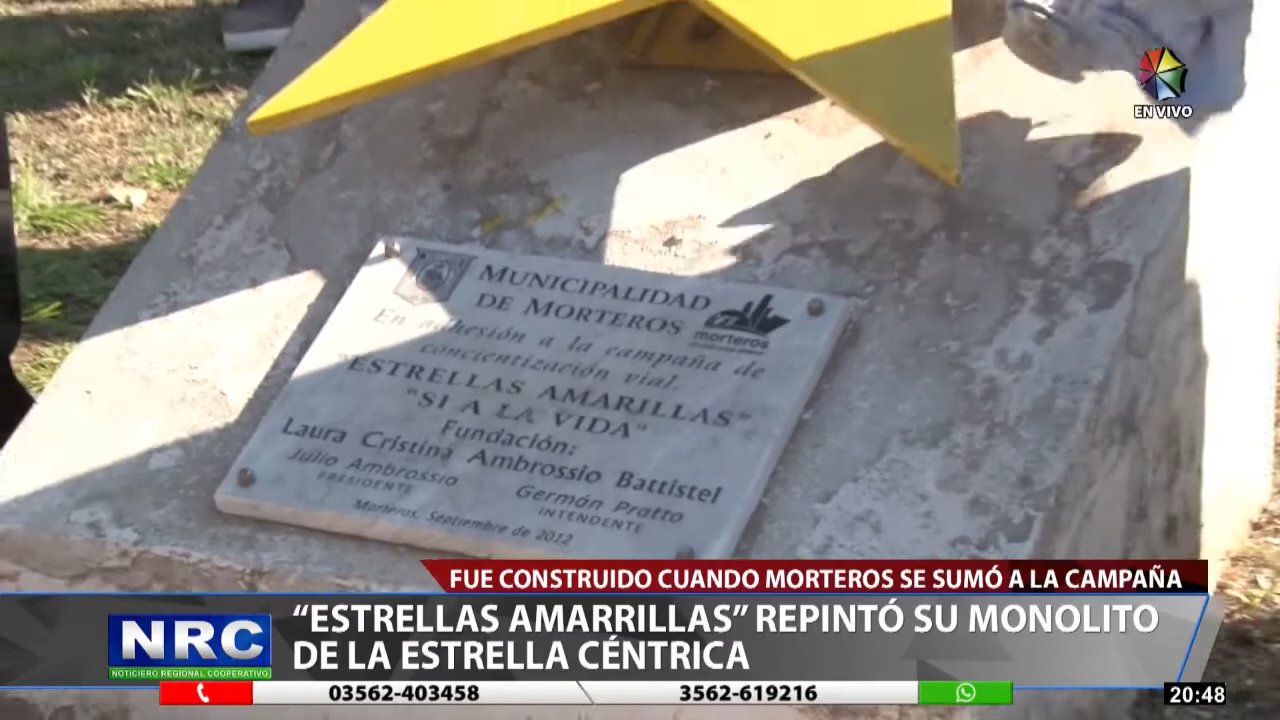 EN VIVO
MUNICIPALIDAD
DE MORTEROS
morteros
En adhesión a la campaña de
concientización vial.
"ESTRELLAS AMARILLAS"
"SI A LA VIDA"
Fundación:
Laura Cristina Ambrossio Battistel
Julio Ambrossio
PRESIDENTE
Germán Pratto
INTENDENTE
Morteros, Septiembre de 2012
FUE CONSTRUIDO CUANDO MORTEROS SE SUMÓ A LA CAMPAÑA
NRC
NOTICIERO REGIONAL COOPERATIVO
“ESTRELLAS AMARRILLAS” REPINTÓ SU MONOLITO
DE LA ESTRELLA CÉNTRICA
03562-403458
3562-619216
20:48